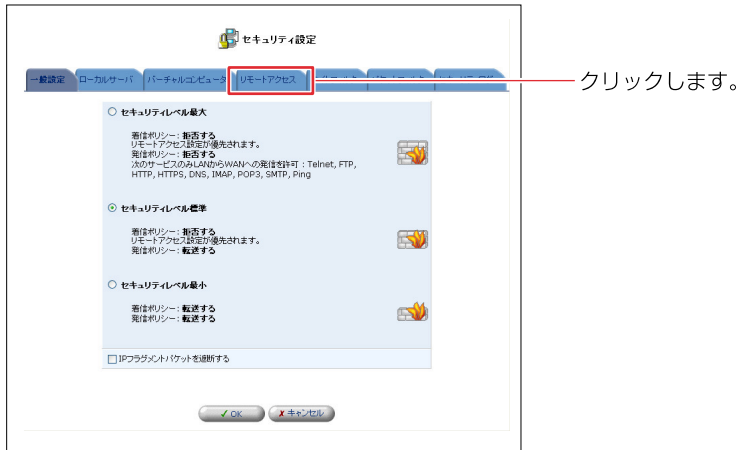 セキュリティ設定
一般設定 ローカルサーバ バーチャルコンピュータ リモートアクセス
クリックします。
セキュリティレベル最大
着信ポリシー：拒否する
リモートアクセス設定が優先されます。
発信ポリシー：拒否する
次のサービスのみLANからWANへの発信を許可：Telnet, FTP,
HTTP, HTTPS, DNS, IMAP, POP3, SMTP, Ping
セキュリティレベル標準
着信ポリシー：拒否する
リモートアクセス設定が優先されます。
発信ポリシー：転送する
セキュリティレベル最小
着信ポリシー：転送する
発信ポリシー：転送する
IPフラグメントパケットを遮断する
OK キャンセル